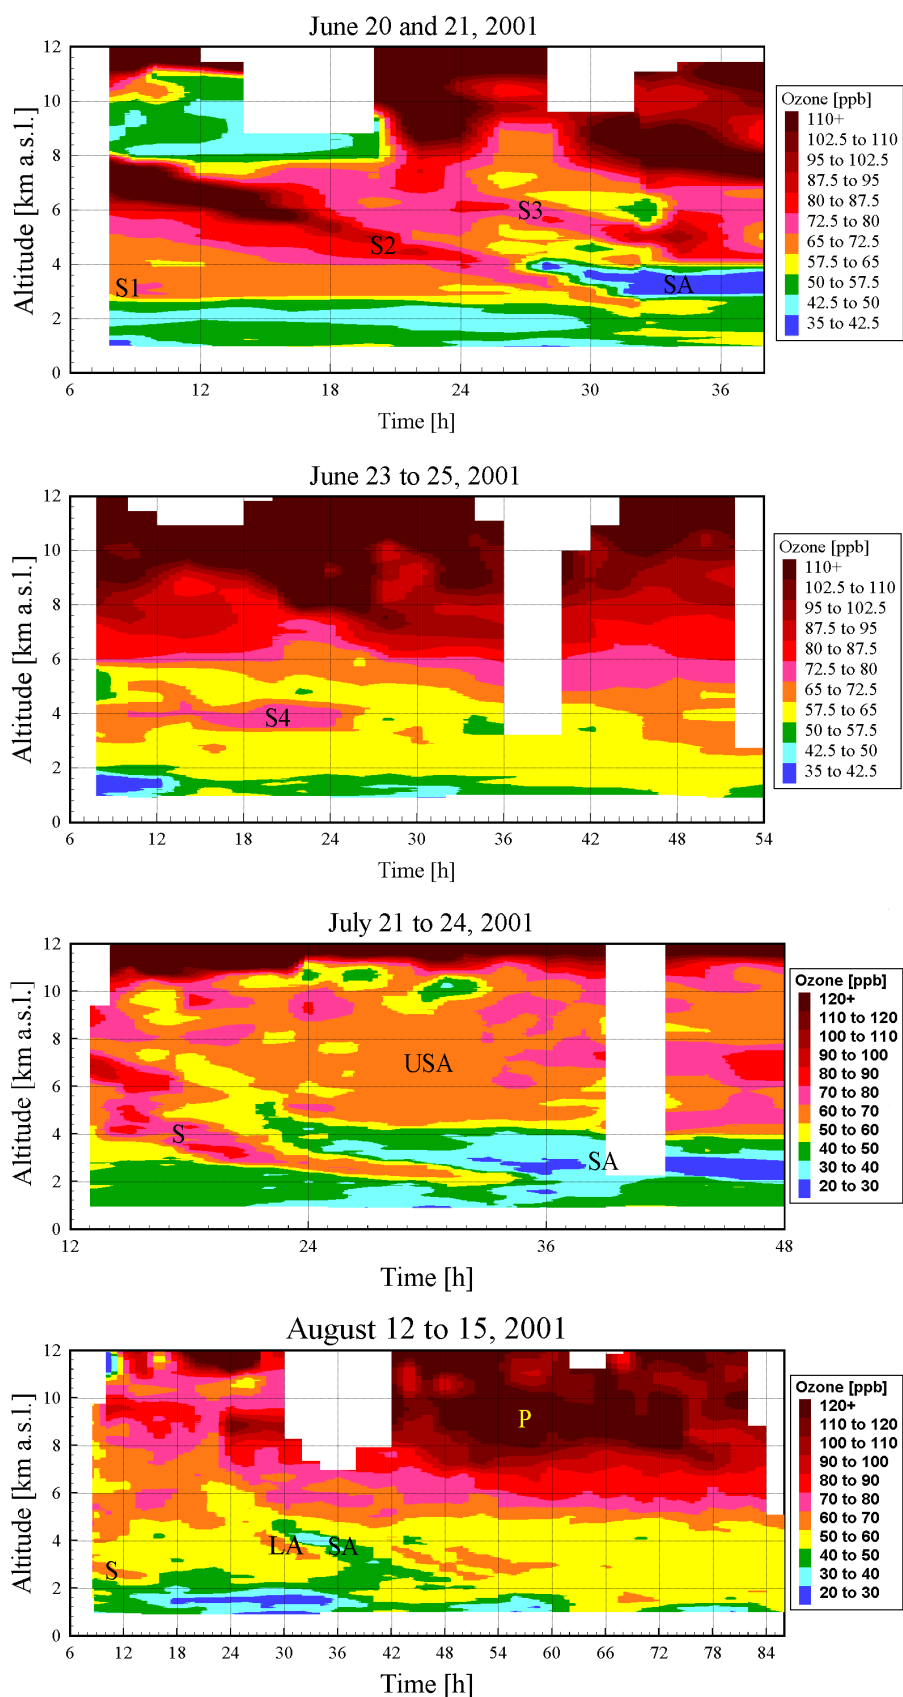 June 20 and 21, 2001
12
10
8
6
4
2
0
Altitude [km a.s.l.]
S1
S2
S3
SA
6
12
18
24
30
36
Time [h]
Ozone [ppb]
110+
102.5 to 110
95 to 102.5
87.5 to 95
80 to 87.5
72.5 to 80
65 to 72.5
57.5 to 65
50 to 57.5
42.5 to 50
35 to 42.5
June 23 to 25, 2001
12
10
8
6
4
2
0
Altitude [km a.s.l.]
S4
6
12
18
24
30
36
42
48
54
Time [h]
Ozone [ppb]
110+
102.5 to 110
95 to 102.5
87.5 to 95
80 to 87.5
72.5 to 80
65 to 72.5
57.5 to 65
50 to 57.5
42.5 to 50
35 to 42.5
July 21 to 24, 2001
12
10
8
6
4
2
0
Altitude [km a.s.l.]
USA
S
SA
12
24
36
48
Time [h]
Ozone [ppb]
120+
110 to 120
100 to 110
90 to 100
80 to 90
70 to 80
60 to 70
50 to 60
40 to 50
30 to 40
20 to 30
August 12 to 15, 2001
12
10
8
6
4
2
0
Altitude [km a.s.l.]
P
S
LA
SA
6
12
18
24
30
36
42
48
54
60
66
72
78
84
Time [h]
Ozone [ppb]
120+
110 to 120
100 to 110
90 to 100
80 to 90
70 to 80
60 to 70
50 to 60
40 to 50
30 to 40
20 to 30